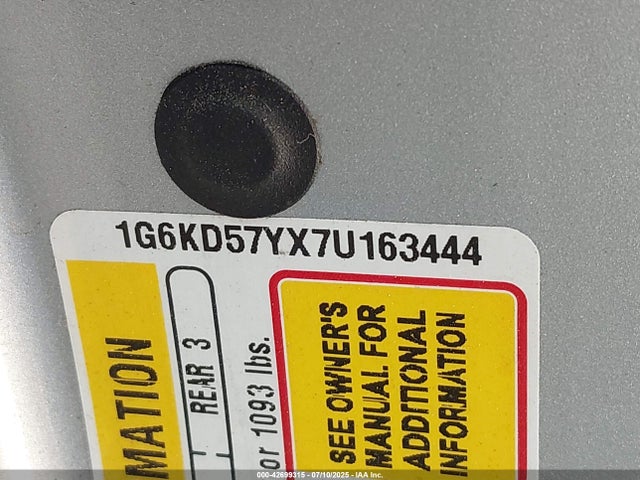 1G6KD57YX7U163444
MATION
REAR 3
or 1093 lbs.
SEE OWNER'S
MANUAL FOR
ADDITIONAL
INFORMATION
000-42699315 - 07/10/2025 - IAA Inc.